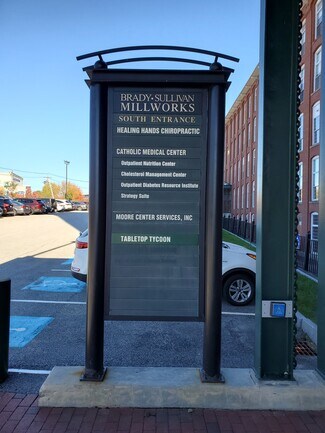 BRADY•SULLIVAN
MILLWORKS
SOUTH ENTRANCE
HEALING HANDS CHIROPRACTIC
CATHOLIC MEDICAL CENTER
Outpatient Nutrition Center
Cholesterol Management Center
Outpatient Diabetes Resource Institute
Strategy Suite
MOORE CENTER SERVICES, INC
TABLETOP TYCOON